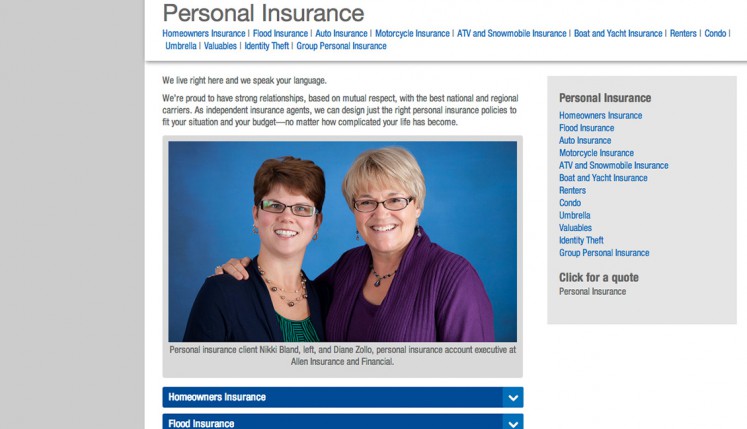 Personal Insurance
Homeowners Insurance | Flood Insurance | Auto Insurance | Motorcycle Insurance | ATV and Snowmobile Insurance | Boat and Yacht Insurance | Renters | Condo |
Umbrella | Valuables | Identity Theft | Group Personal Insurance
We live right here and we speak your language.
We're proud to have strong relationships, based on mutual respect, with the best national and regional
carriers. As independent insurance agents, we can design just the right personal insurance policies to
fit your situation and your budget—no matter how complicated your life has become.
Personal insurance client Nikki Bland, left, and Diane Zollo, personal insurance account executive at
Allen Insurance and Financial.
Homeowners Insurance
Flood Insurance
Personal Insurance
Homeowners Insurance
Flood Insurance
Auto Insurance
Motorcycle Insurance
ATV and Snowmobile Insurance
Boat and Yacht Insurance
Renters
Condo
Umbrella
Valuables
Identity Theft
Group Personal Insurance
Click for a quote
Personal Insurance